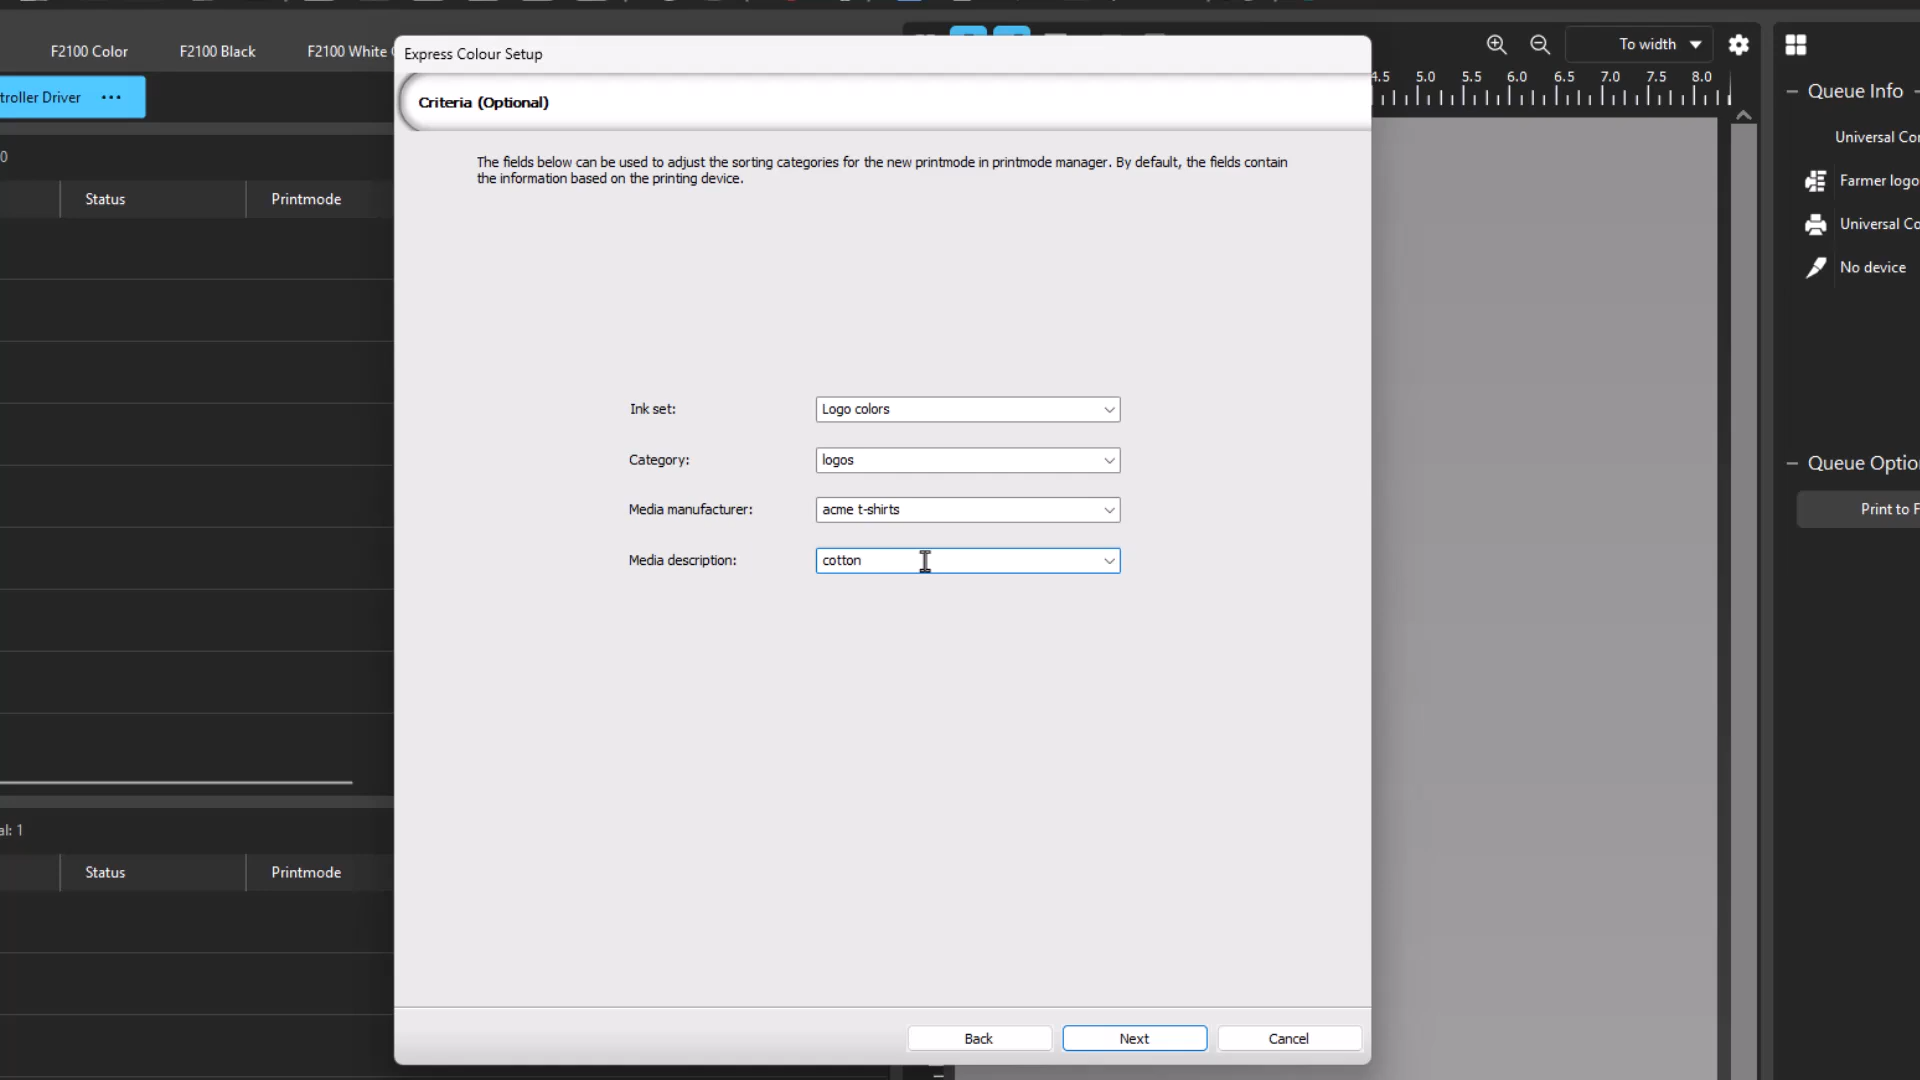 F2100 Color
F2100 Black
F2100 White
Express Colour Setup
To width
4.5 5.0 5.5 6.0 6.5 7.0 7.5 8.0
troller Driver ...
Criteria (Optional)
Queue Info
Universal Co
0
The fields below can be used to adjust the sorting categories for the new printmode in printmode manager. By default, the fields contain
the information based on the printing device.
Farmer logo
Status
Printmode
Universal Co
No device
Ink set:
Logo colors
Category:
logos
Queue Optio
Media manufacturer:
acme t-shirts
Print to F
Media description:
cotton
al: 1
Status
Printmode
Back
Next
Cancel